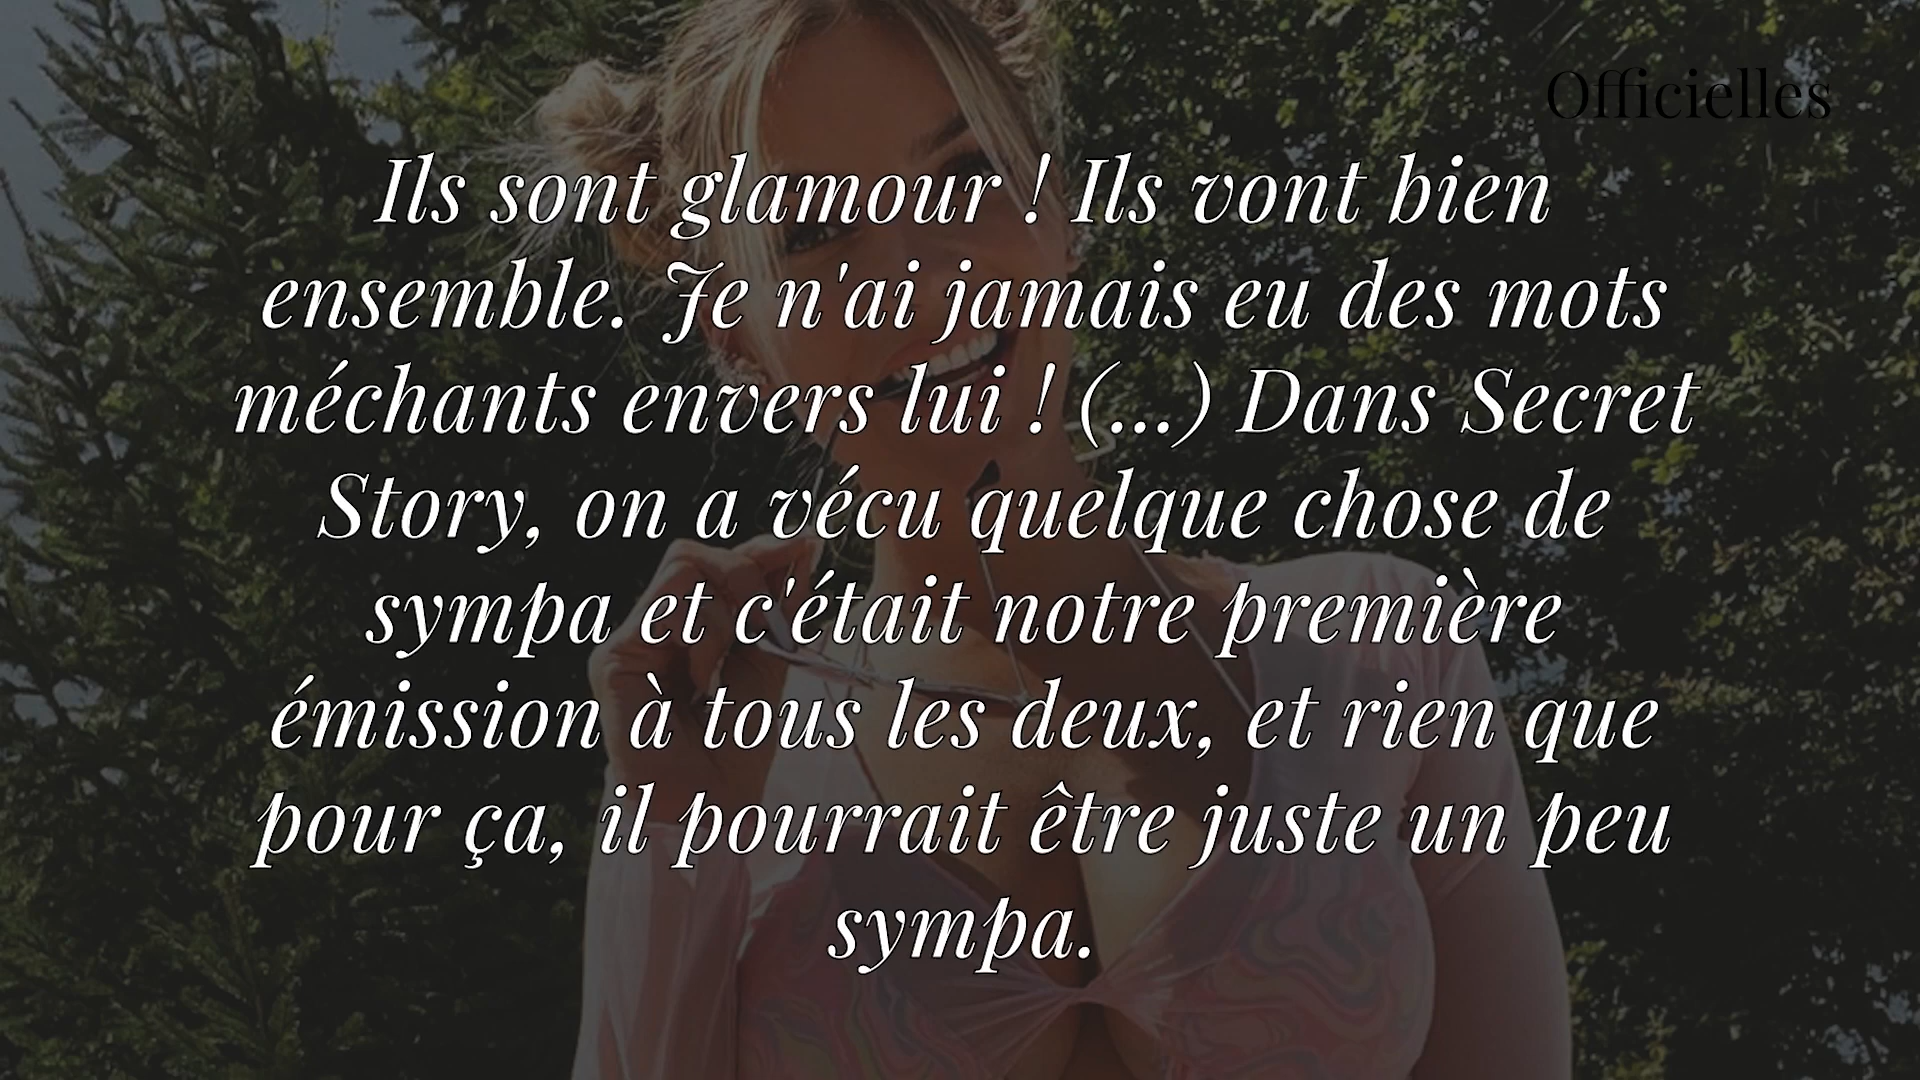 Officielles
Ils sont glamour ! Ils vont bien
ensemble. Je n'ai jamais eu des mots
méchants envers lui ! (...) Dans Secret
Story, on a vécu quelque chose de
sympa et c'était notre première
émission à tous les deux, et rien que
pour ça, il pourrait être juste un peu
sympa.